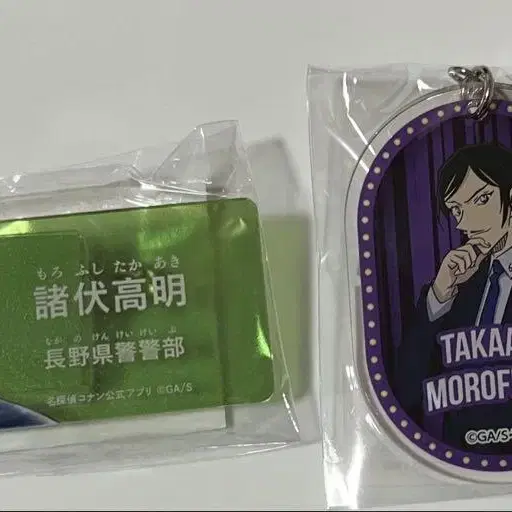 もろ ふし たか あき
諸伏高明
なが の けん けい けい ぶ
長野県警警部
名探偵コナン公式アプリ ©GA/S
TAKAA
MOROF
©GA/S